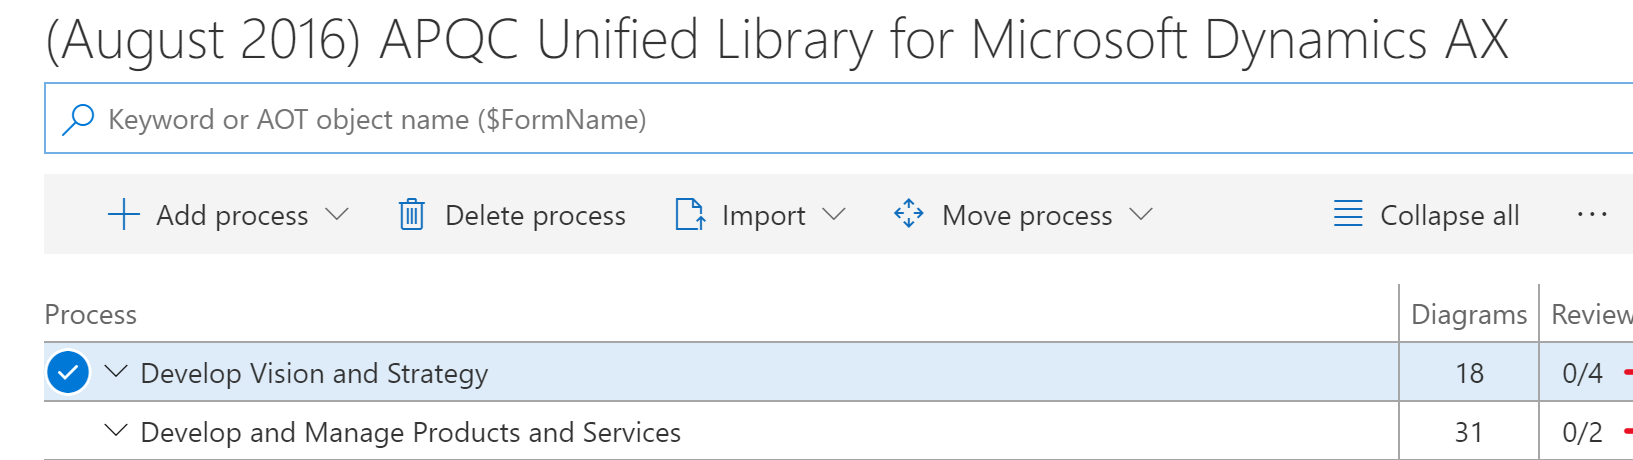 (August 2016) APQC Unified Library for Microsoft Dynamics AX
Keyword or AOT object name ($FormName)
Add process Delete process Import Move process Collapse all ...
Process Diagrams Review
Develop Vision and Strategy 18 0/4
Develop and Manage Products and Services 31 0/2